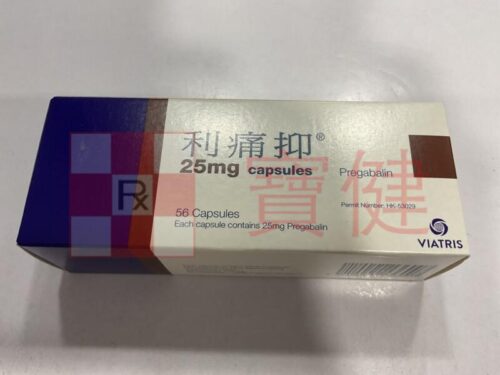 利痛抑®
25mg capsules
Pregabalin
Rx
Permit Number: HK-53029
56 Capsules
Each capsule contains 25mg Pregabalin
VIATRIS
寶健